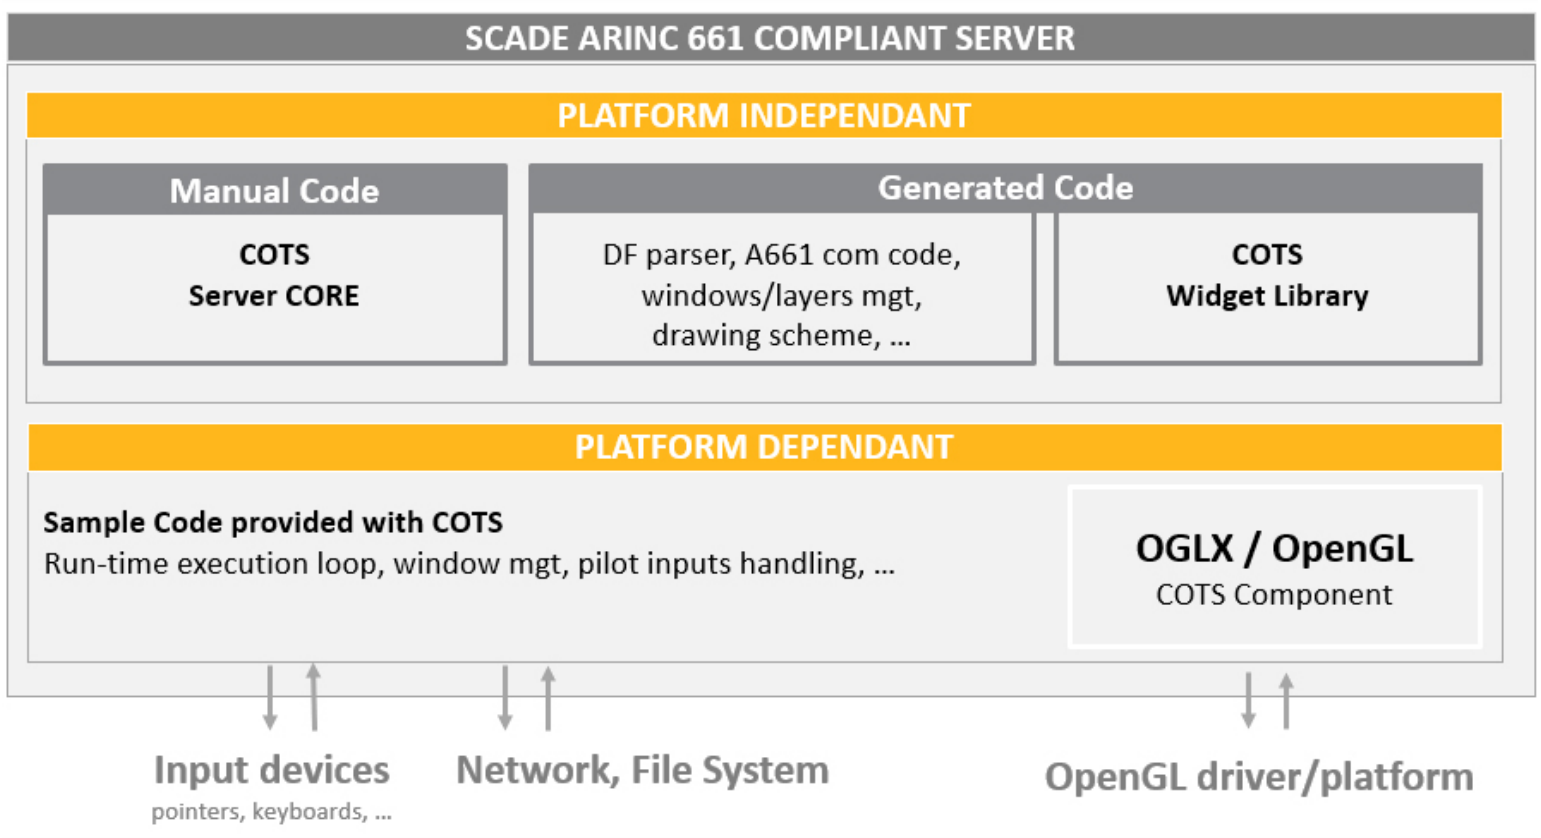 SCADE ARINC 661 COMPLIANT SERVER
PLATFORM INDEPENDANT
Manual Code
COTS
Server CORE
Generated Code
DF parser, A661 com code,
windows/layers mgt,
drawing scheme, ...
COTS
Widget Library
PLATFORM DEPENDANT
Sample Code provided with COTS
Run-time execution loop, window mgt, pilot inputs handling, ...
OGLX / OpenGL
COTS Component
Input devices
pointers, keyboards, ...
Network, File System
OpenGL driver/platform